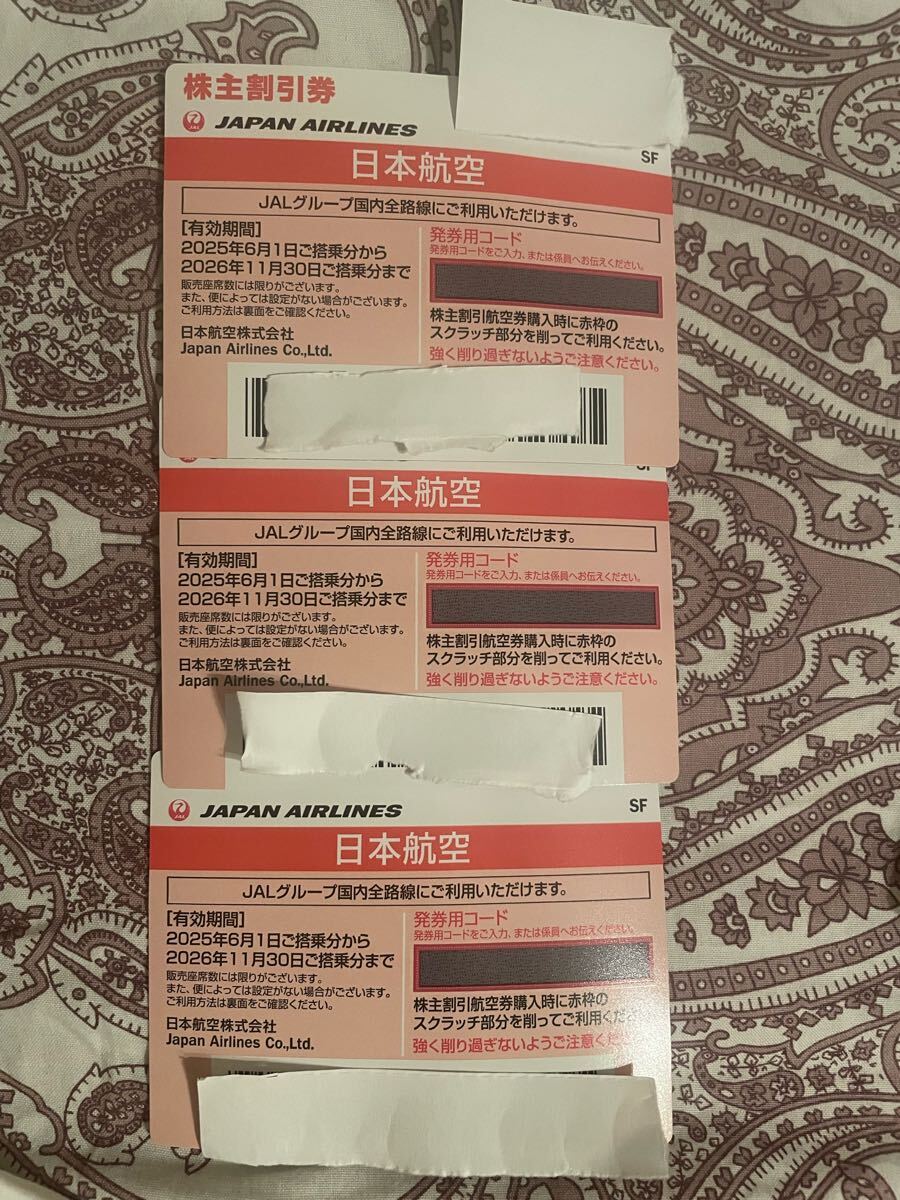 株主割引券
JAL JAPAN AIRLINES
SF
日本航空
JALグループ国内全路線にご利用いただけます。
[有効期間]
2025年6月1日ご搭乗分から
2026年11月30日ご搭乗分まで
販売座席数には限りがございます。
また、便によっては設定がない場合がございます。
ご利用方法は裏面をご確認ください。
日本航空株式会社
Japan Airlines Co.,Ltd.
発券用コード
発券用コードをご入力、または係員へお伝えください。
株主割引航空券購入時に赤枠の
スクラッチ部分を削ってご利用ください。
強く削り過ぎないようご注意ください。
SF
日本航空
JALグループ国内全路線にご利用いただけます。
[有効期間]
2025年6月1日ご搭乗分から
2026年11月30日ご搭乗分まで
販売座席数には限りがございます。
また、便によっては設定がない場合がございます。
ご利用方法は裏面をご確認ください。
日本航空株式会社
Japan Airlines Co.,Ltd.
発券用コード
発券用コードをご入力、または係員へお伝えください。
株主割引航空券購入時に赤枠の
スクラッチ部分を削ってご利用ください。
強く削り過ぎないようご注意ください。
JAL JAPAN AIRLINES
SF
日本航空
JALグループ国内全路線にご利用いただけます。
[有効期間]
2025年6月1日ご搭乗分から
2026年11月30日ご搭乗分まで
販売座席数には限りがございます。
また、便によっては設定がない場合がございます。
ご利用方法は裏面をご確認ください。
日本航空株式会社
Japan Airlines Co.,Ltd.
発券用コード
発券用コードをご入力、または係員へお伝えください。
株主割引航空券購入時に赤枠の
スクラッチ部分を削ってご利用くださ
強く削り過ぎないようご注意くださ